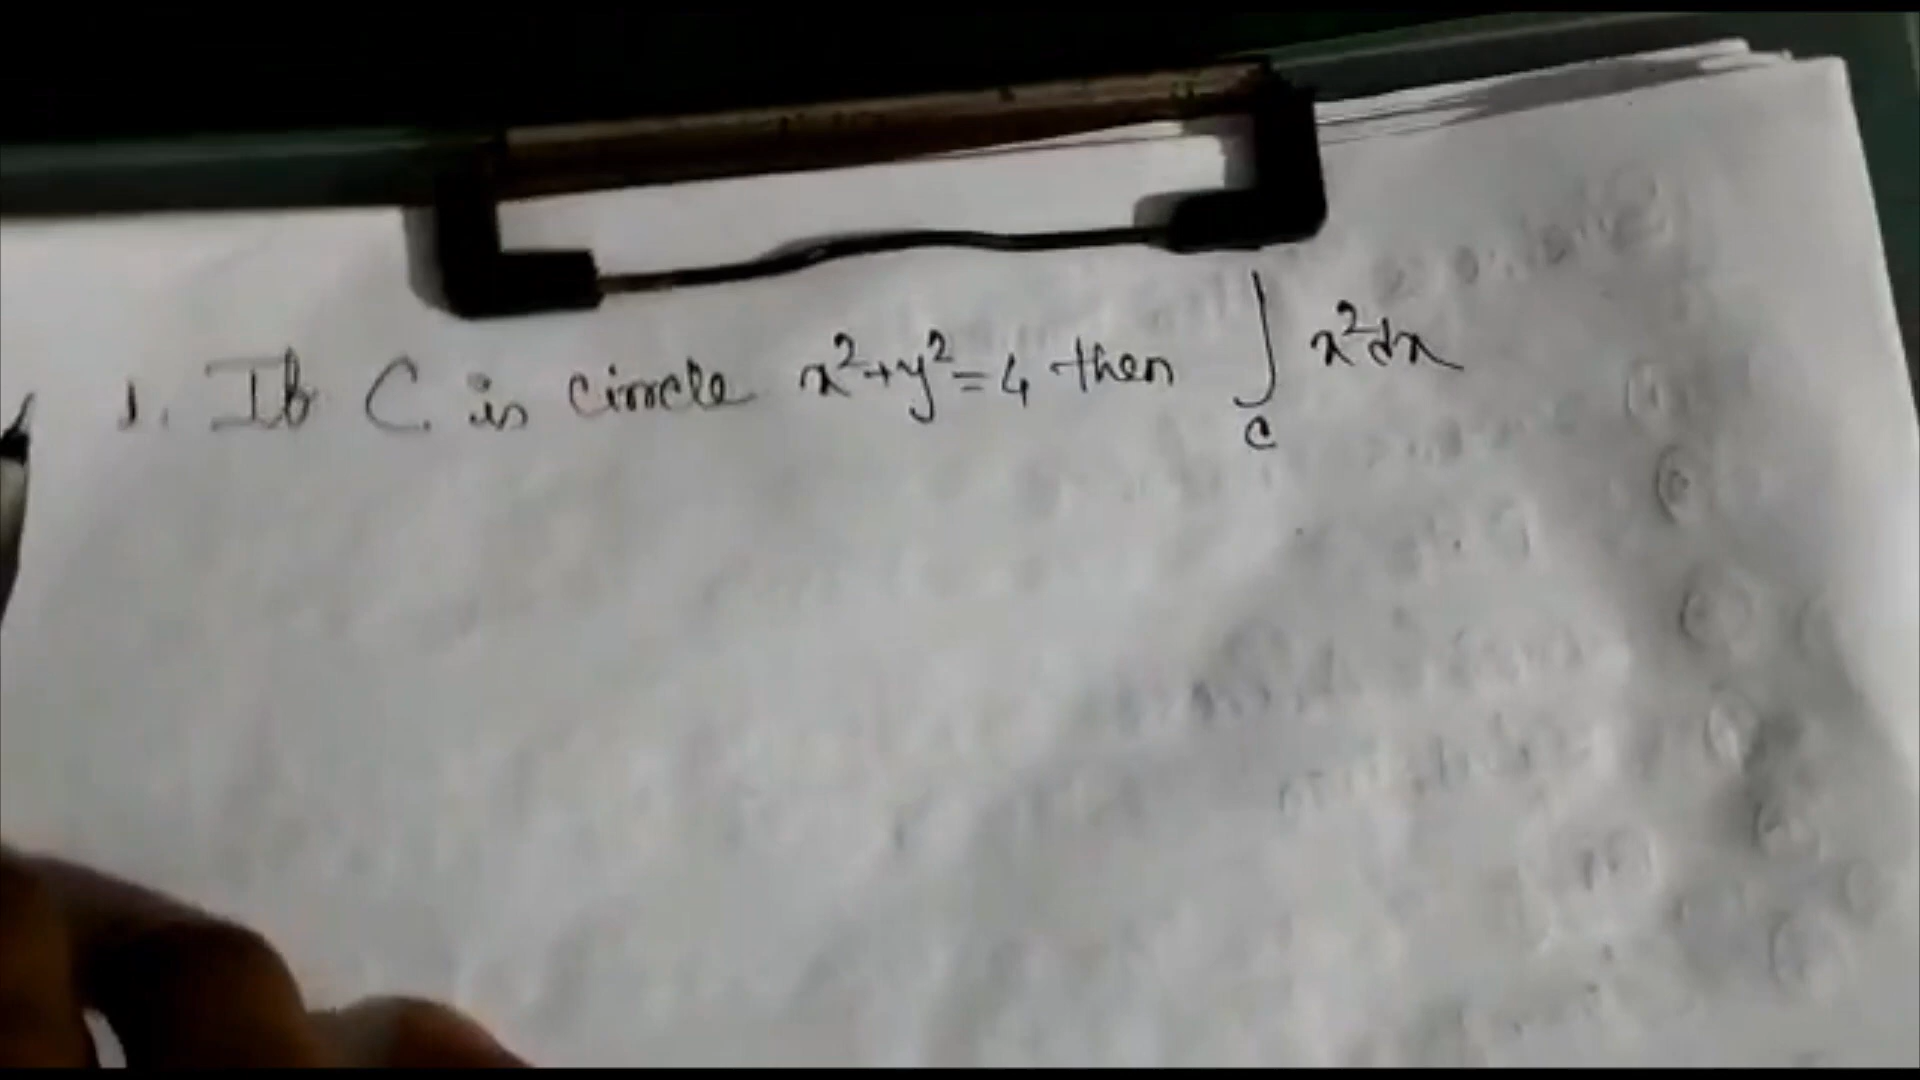 1. If C is circle x²+y²=4 then ∫_C x²dx